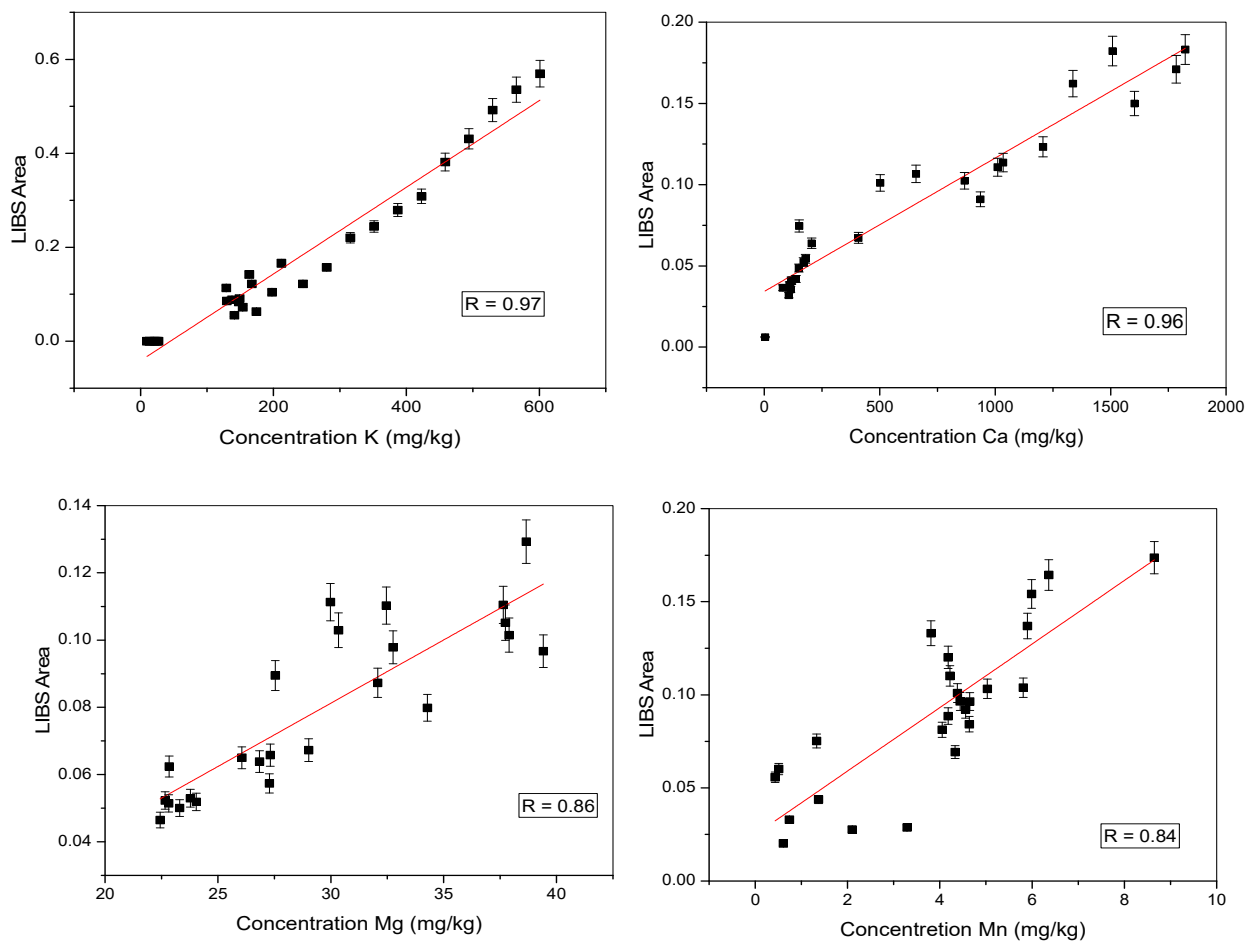 0.6
0.4
0.2
0.0
LIBS Area
R = 0.97
0 200 400 600
Concentration K (mg/kg)
0.20
0.15
0.10
0.05
0.00
LIBS Area
R = 0.96
0 500 1000 1500 2000
Concentration Ca (mg/kg)
0.14
0.12
0.10
0.08
0.06
0.04
LIBS Area
R = 0.86
20 25 30 35 40
Concentration Mg (mg/kg)
0.20
0.15
0.10
0.05
0.00
LIBS Area
R = 0.84
0 2 4 6 8 10
Concentretion Mn (mg/kg)